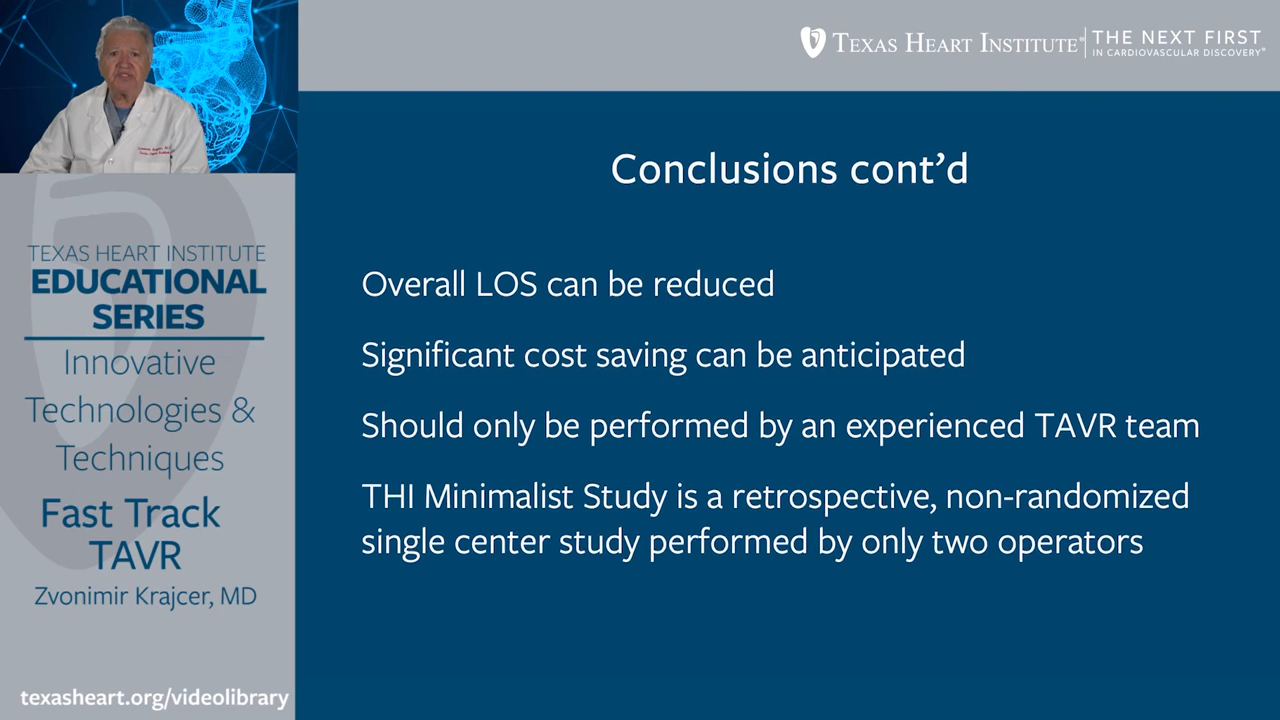 TEXAS HEART INSTITUTE® THE NEXT FIRST
IN CARDIOVASCULAR DISCOVERY®
TEXAS HEART INSTITUTE
EDUCATIONAL
SERIES
Innovative
Technologies &
Techniques
Fast Track
TAVR
Zvonimir Krajcer, MD
texasheart.org/videolibrary
Conclusions cont’d
Overall LOS can be reduced
Significant cost saving can be anticipated
Should only be performed by an experienced TAVR team
THI Minimalist Study is a retrospective, non-randomized
single center study performed by only two operators